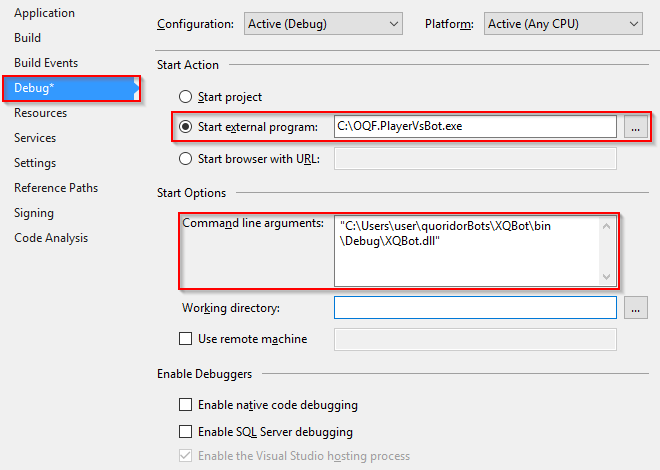 Application
Build
Build Events
Debug*
Resources
Services
Settings
Reference Paths
Signing
Code Analysis
Configuration: Active (Debug) Platform: Active (Any CPU)
Start Action
Start project
Start external program: C:\OQF.PlayerVsBot.exe ...
Start browser with URL:
Start Options
Command line arguments: "C:\Users\user\quoridorBots\XQBot\bin
\Debug\XQBot.dll"
Working directory: ...
Use remote machine
Enable Debuggers
Enable native code debugging
Enable SQL Server debugging
Enable the Visual Studio hosting process